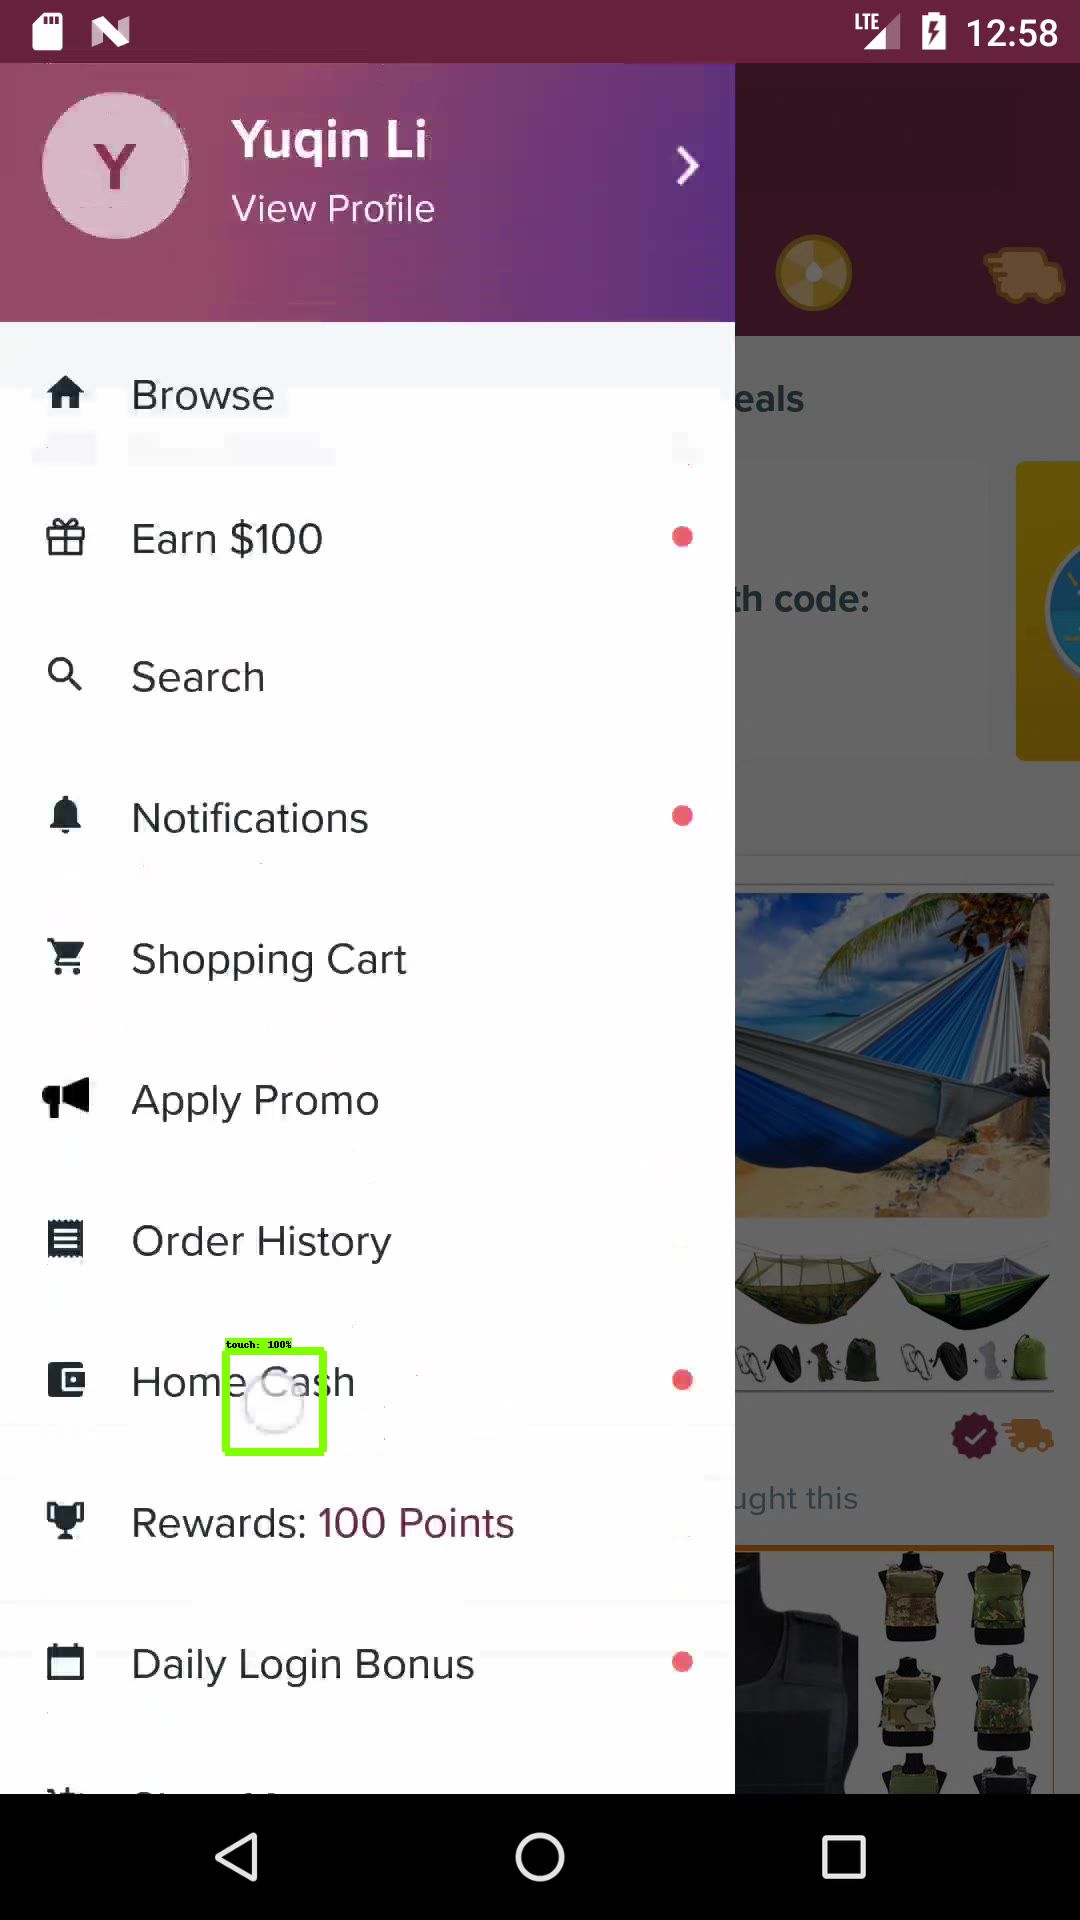 LTE
12:58
Y
Yuqin Li
View Profile
Browse
eals
Earn $100
th code:
Search
Notifications
Shopping Cart
Apply Promo
Order History
touch: 100%
Home Cash
ught this
Rewards: 100 Points
Daily Login Bonus